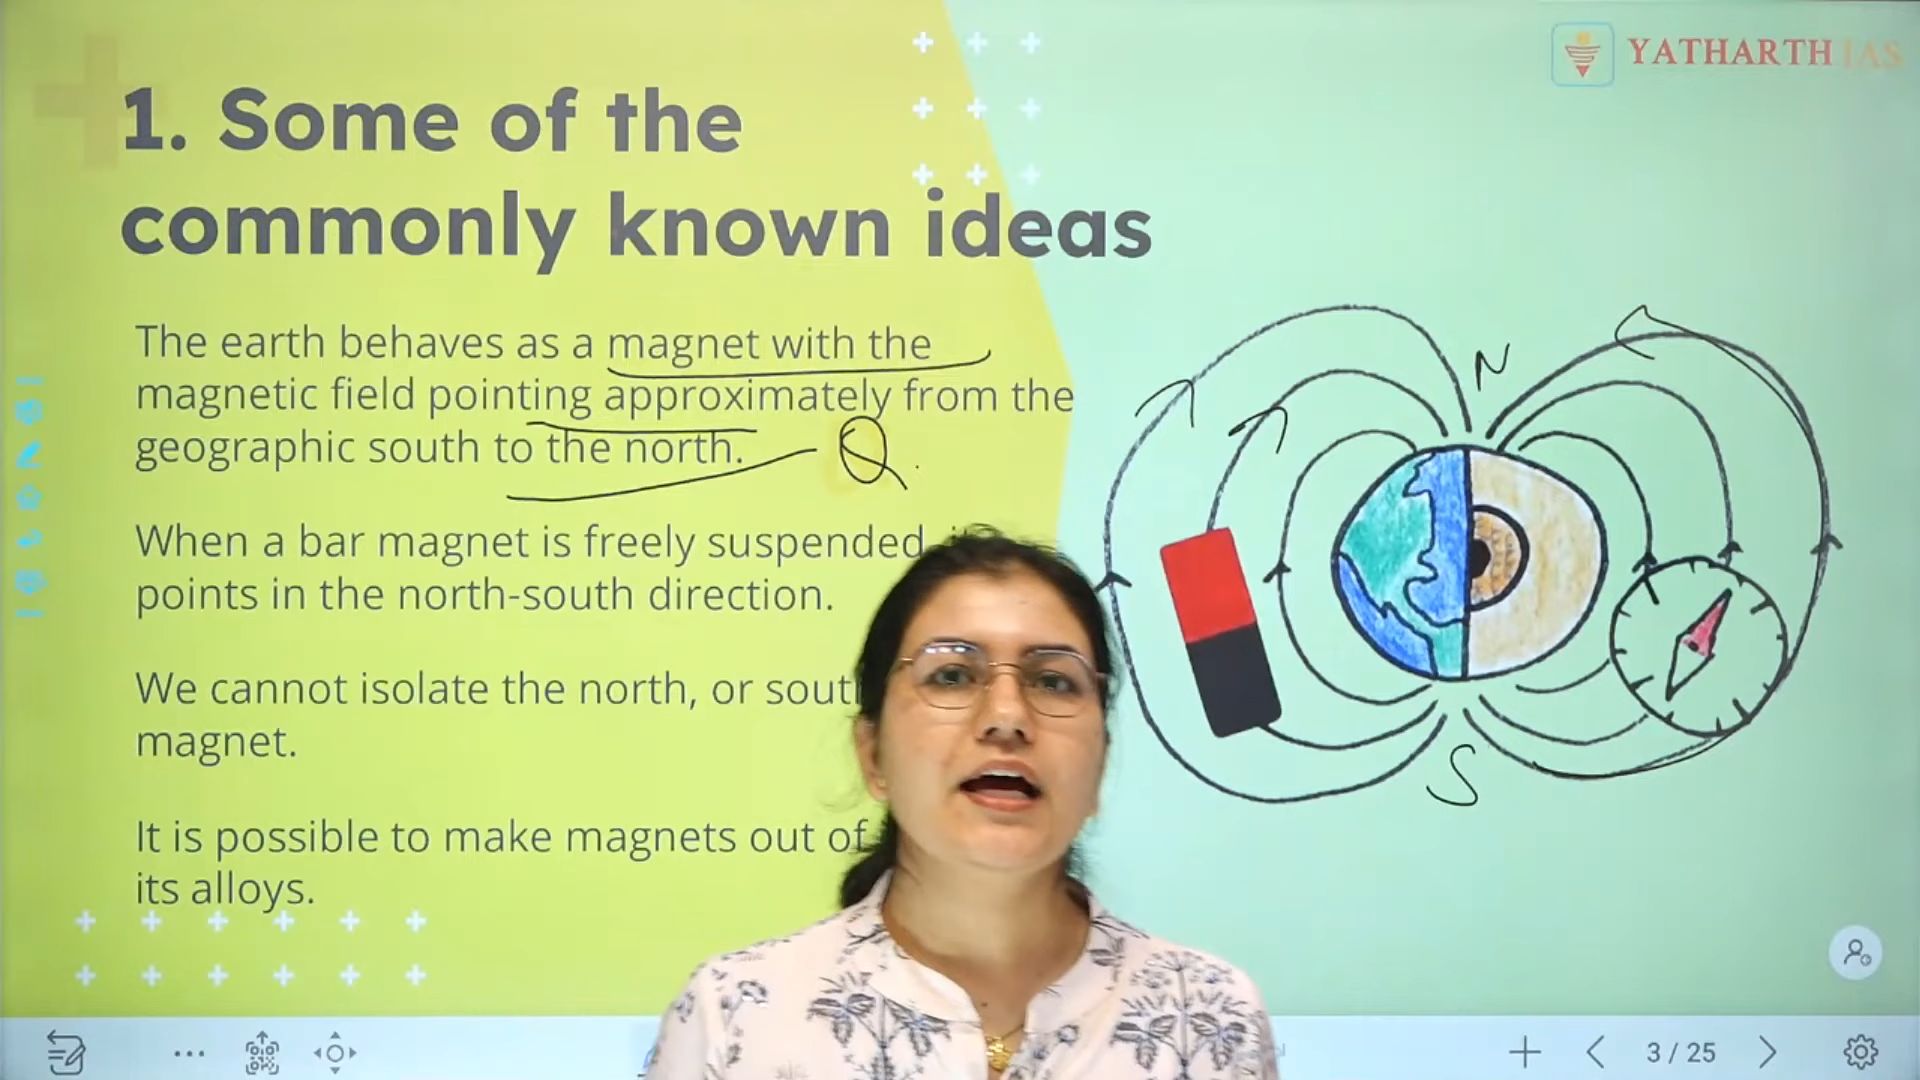 YATHARTH IAS
1. Some of the
commonly known ideas
The earth behaves as a magnet with the
magnetic field pointing approximately from the
geographic south to the north.
Q.
N
When a bar magnet is freely suspended,
points in the north-south direction.
We cannot isolate the north, or
magnet.
S
It is possible to make magnets out of
its alloys.
3 / 25